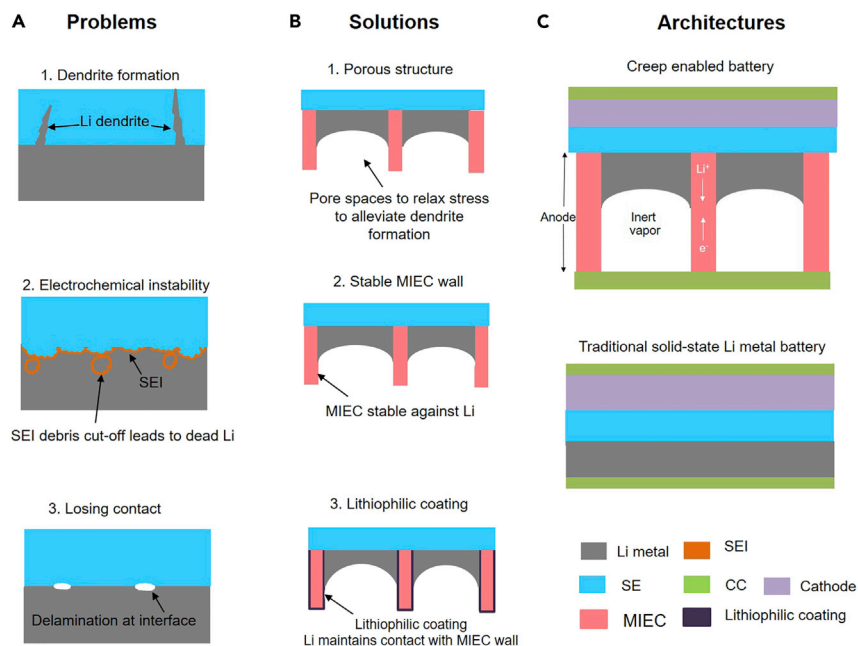 A Problems
1. Dendrite formation
Li dendrite
2. Electrochemical instability
SEI
SEI debris cut-off leads to dead Li
3. Losing contact
Delamination at interface
B Solutions
1. Porous structure
Pore spaces to relax stress
to alleviate dendrite
formation
2. Stable MIEC wall
MIEC stable against Li
3. Lithiophilic coating
Lithiophilic coating
Li maintains contact with MIEC wall
C Architectures
Creep enabled battery
Anode
Li⁺
e⁻
Inert
vapor
Traditional solid-state Li metal battery
Li metal
SEI
SE
CC
Cathode
MIEC
Lithiophilic coating